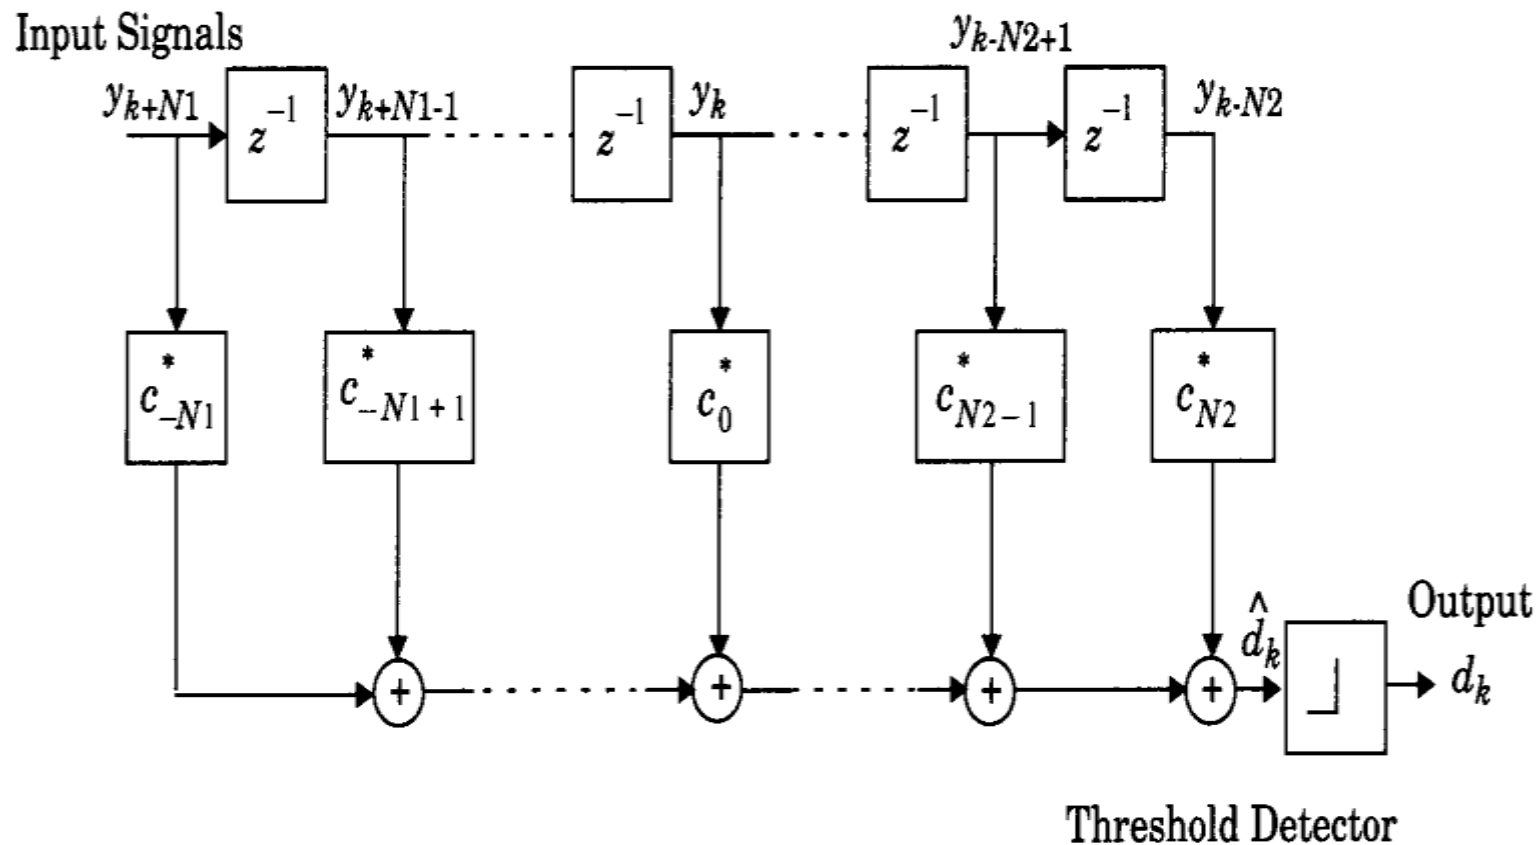 Input Signals
y_{k+N1}
z^{-1}
y_{k+N1-1}
z^{-1}
y_k
z^{-1}
y_{k-N2+1}
z^{-1}
y_{k-N2}
c^*_{-N1}
c^*_{-N1+1}
c^*_0
c^*_{N2-1}
c^*_{N2}
+
+
+
+
\hat{d}_k
Output
d_k
Threshold Detector